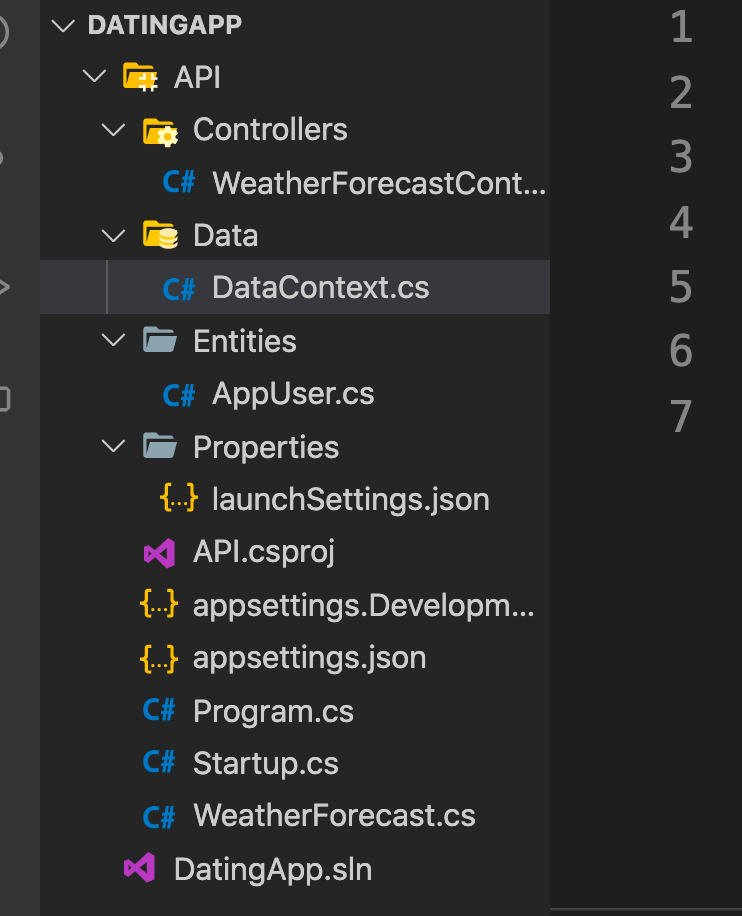 DATINGAPP
API
Controllers
C# WeatherForecastCont...
Data
C# DataContext.cs
Entities
C# AppUser.cs
Properties
{...} launchSettings.json
API.csproj
{...} appsettings.Developm...
{...} appsettings.json
C# Program.cs
C# Startup.cs
C# WeatherForecast.cs
DatingApp.sln
1
2
3
4
5
6
7